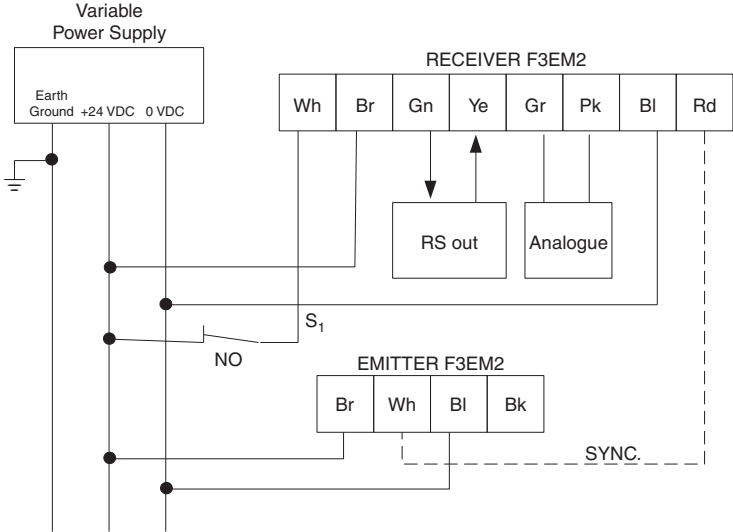 Variable
Power Supply
Earth
Ground +24 VDC 0 VDC
RECEIVER F3EM2
Wh Br Gn Ye Gr Pk Bl Rd
RS out
Analogue
S₁
NO
EMITTER F3EM2
Br Wh Bl Bk
SYNC.